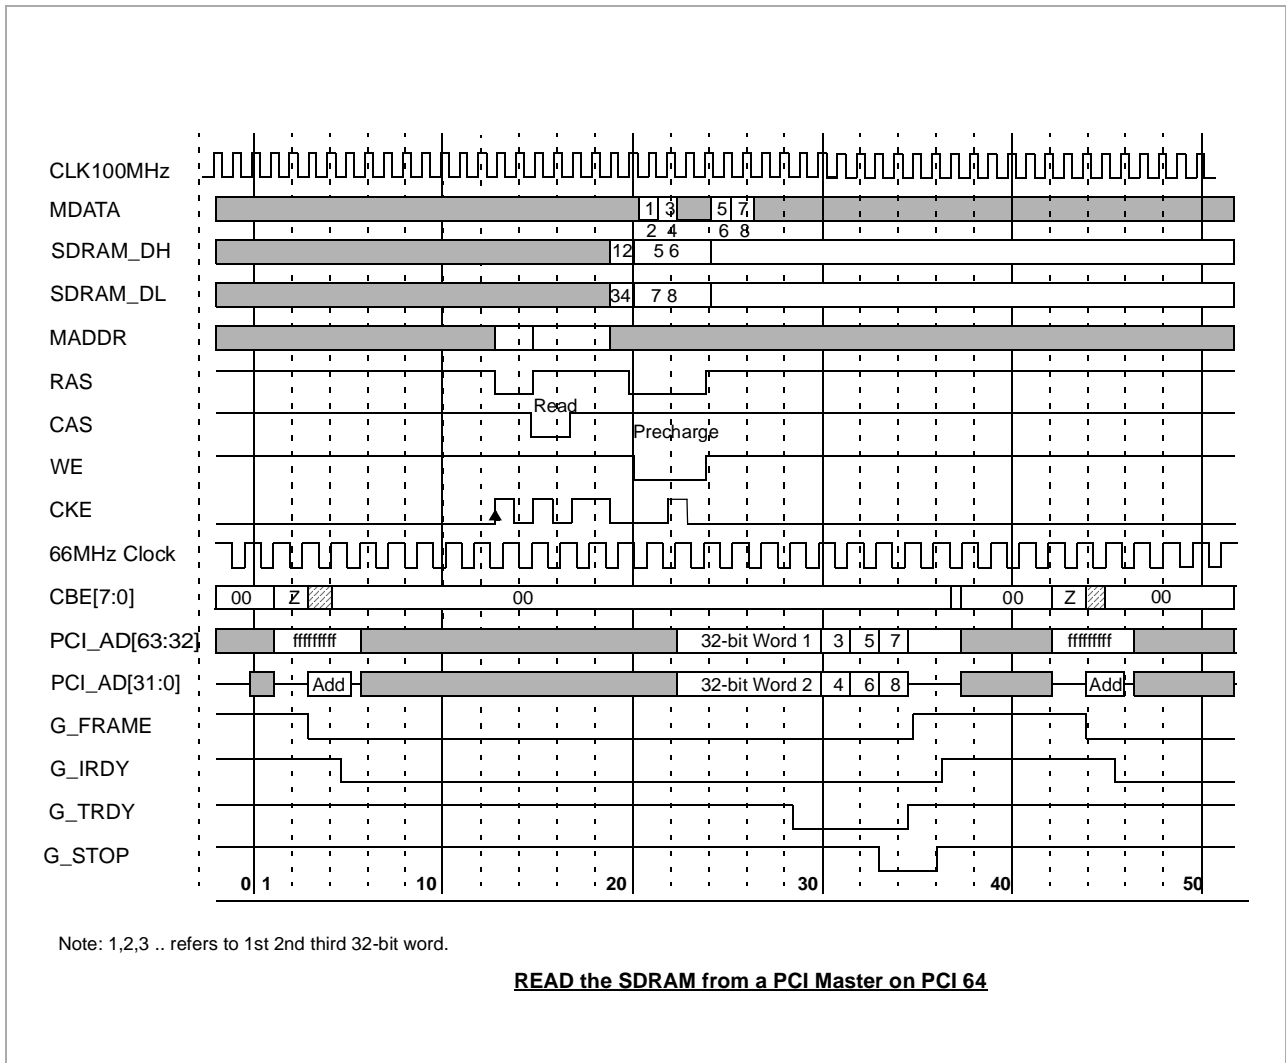 CLK100MHz
MDATA 1 3 5 7
2 4 6 8
SDRAM_DH 12 5 6
SDRAM_DL 34 7 8
MADDR
RAS
Read
CAS
Precharge
WE
CKE
66MHz Clock
CBE[7:0] 00 Z 00 00 Z 00
PCI_AD[63:32] fffffffff 32-bit Word 1 3 5 7 fffffffff
PCI_AD[31:0] Add 32-bit Word 2 4 6 8 Add
G_FRAME
G_IRDY
G_TRDY
G_STOP
0 1 10 20 30 40 50
Note: 1,2,3 .. refers to 1st 2nd third 32-bit word.
READ the SDRAM from a PCI Master on PCI 64